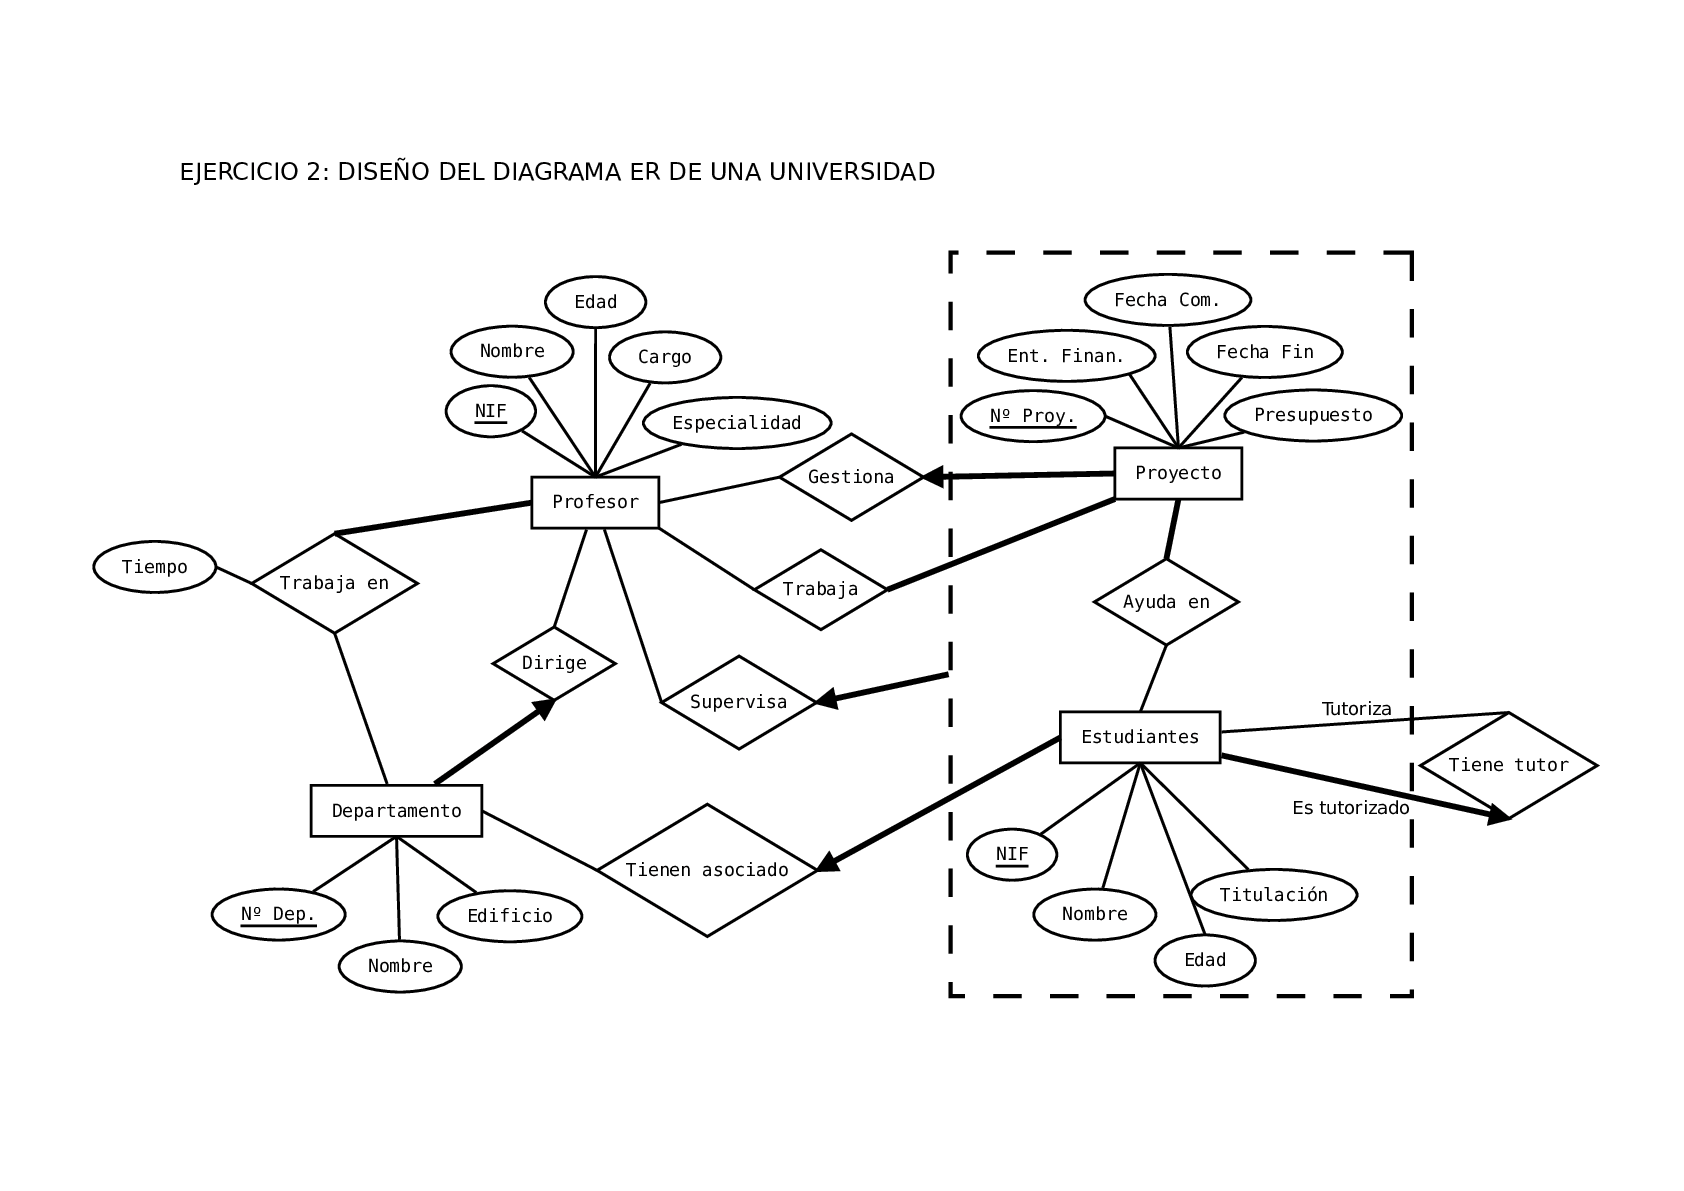 EJERCICIO 2: DISEÑO DEL DIAGRAMA ER DE UNA UNIVERSIDAD
Edad
Nombre
Cargo
NIF
Especialidad
Profesor
Fecha Com.
Ent. Finan.
Fecha Fin
Nº Proy.
Presupuesto
Proyecto
Gestiona
Tiempo
Trabaja en
Trabaja
Ayuda en
Dirige
Supervisa
Estudiantes
Tutoriza
Tiene tutor
Es tutorizado
Departamento
Tienen asociado
Nº Dep.
Nombre
Edificio
NIF
Nombre
Edad
Titulación